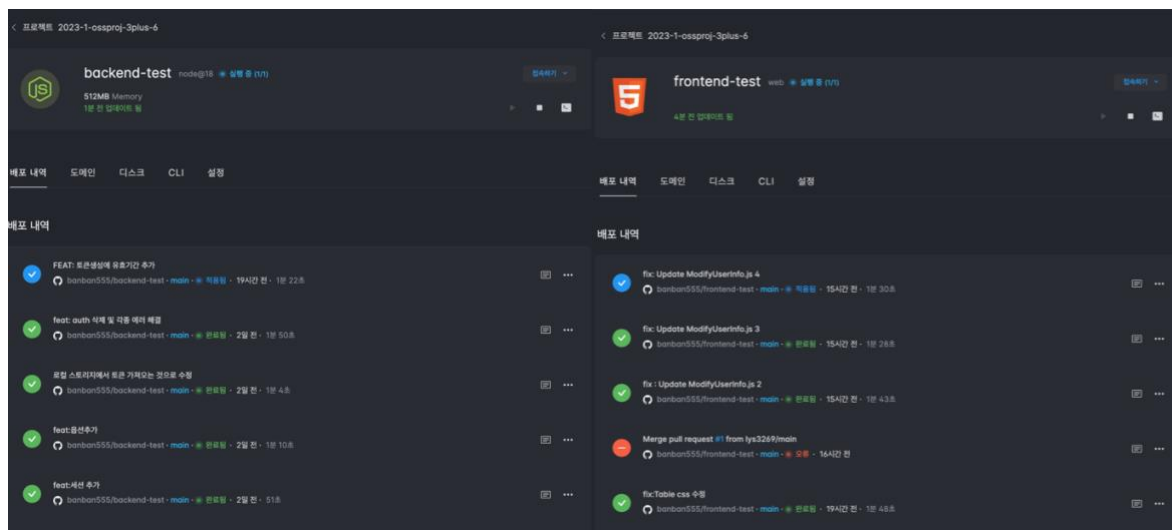 < 프로젝트 2023-1-ossproj-3plus-6
JS
backend-test node@18 실행 중 (1/1)
접속하기
512MB Memory
1분 전 업데이트 됨
배포 내역 도메인 디스크 CLI 설정
배포 내역
FEAT: 토큰생성에 유효기간 추가
banban555/backend-test · main · 적용됨 · 19시간 전 · 1분 22초
feat: auth 삭제 및 각종 에러 해결
banban555/backend-test · main · 완료됨 · 2일 전 · 1분 50초
로컬 스토리지에서 토큰 가져오는 것으로 수정
banban555/backend-test · main · 완료됨 · 2일 전 · 1분 4초
feat:옵션추가
banban555/backend-test · main · 완료됨 · 2일 전 · 1분 10초
feat:세션 추가
banban555/backend-test · main · 완료됨 · 2일 전 · 51초
< 프로젝트 2023-1-ossproj-3plus-6
5
frontend-test web 실행 중 (1/1)
접속하기
4분 전 업데이트 됨
배포 내역 도메인 디스크 CLI 설정
배포 내역
fix: Update ModifyUserInfo.js 4
banban555/frontend-test · main · 적용됨 · 15시간 전 · 1분 30초
fix: Update ModifyUserInfo.js 3
banban555/frontend-test · main · 완료됨 · 15시간 전 · 1분 28초
fix : Update ModifyUserInfo.js 2
banban555/frontend-test · main · 완료됨 · 15시간 전 · 1분 43초
Merge pull request #1 from lys3269/main
banban555/frontend-test · main · 오류 · 16시간 전
fix:Table css 수정
banban555/frontend-test · main · 완료됨 · 19시간 전 · 1분 48초